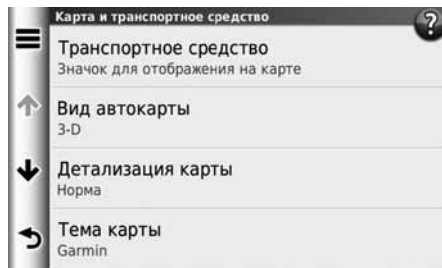 Карта и транспортное средство
?
Транспортное средство
Значок для отображения на карте
Вид автокарты
3-D
Детализация карты
Норма
Тема карты
Garmin